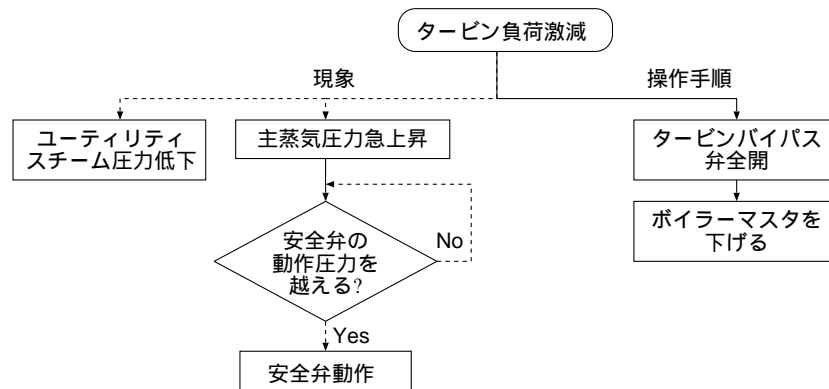 タービン負荷激減
現象
操作手順
ユーティリティ
スチーム圧力低下
主蒸気圧力急上昇
タービンバイパス
弁全開
ボイラーマスタを
下げる
安全弁の
動作圧力を
越える?
No
Yes
安全弁動作